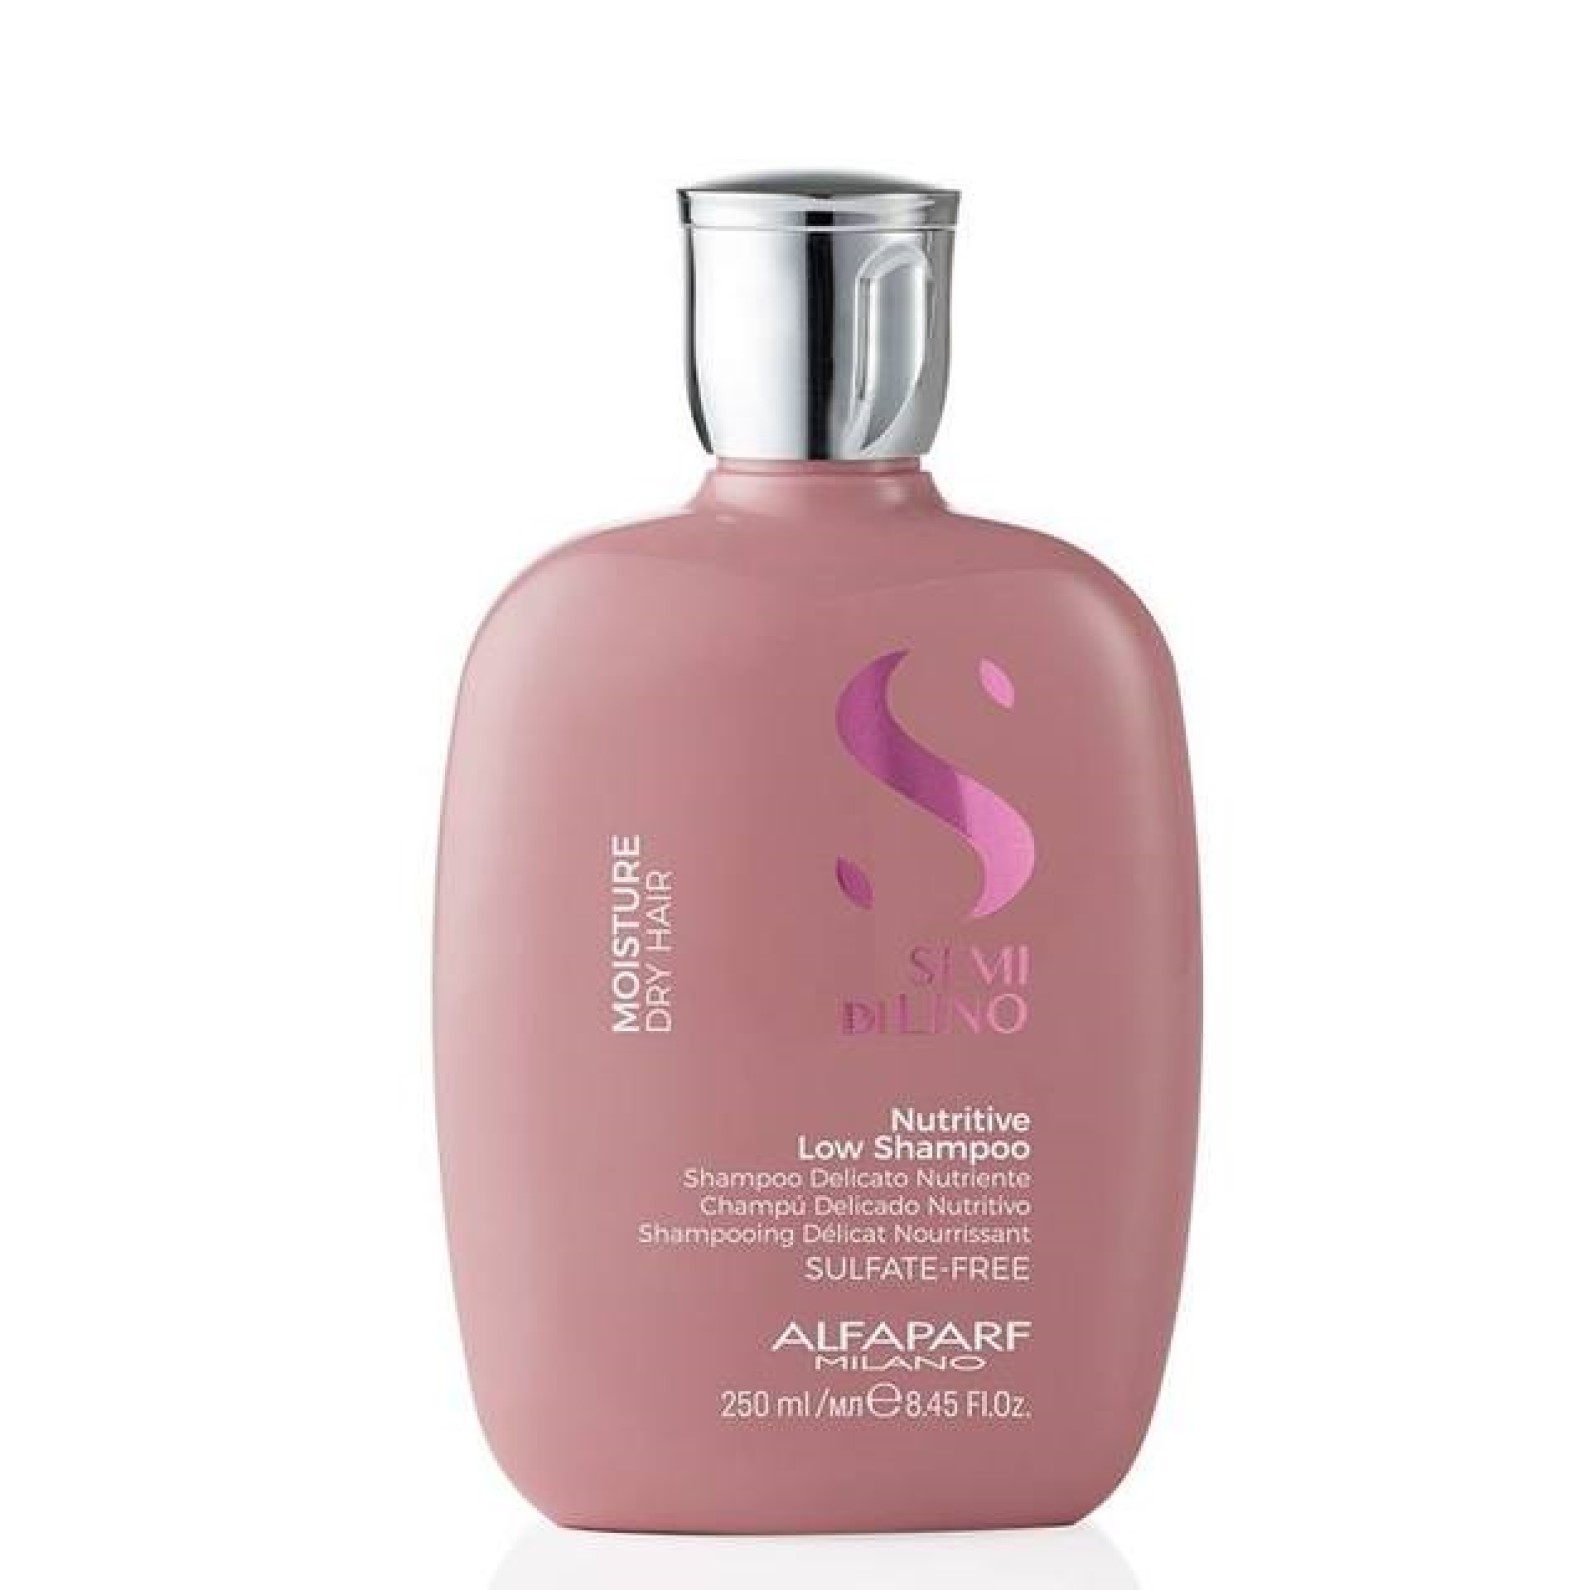 MOISTURE
DRY HAIR
SEMI
DI LINO
Nutritive
Low Shampoo
Shampoo Delicato Nutriente
Champú Delicado Nutritivo
Shampooing Délicat Nourrissant
SULFATE-FREE
ALFAPARF
MILANO
250 ml /мл ℮ 8.45 Fl.Oz.